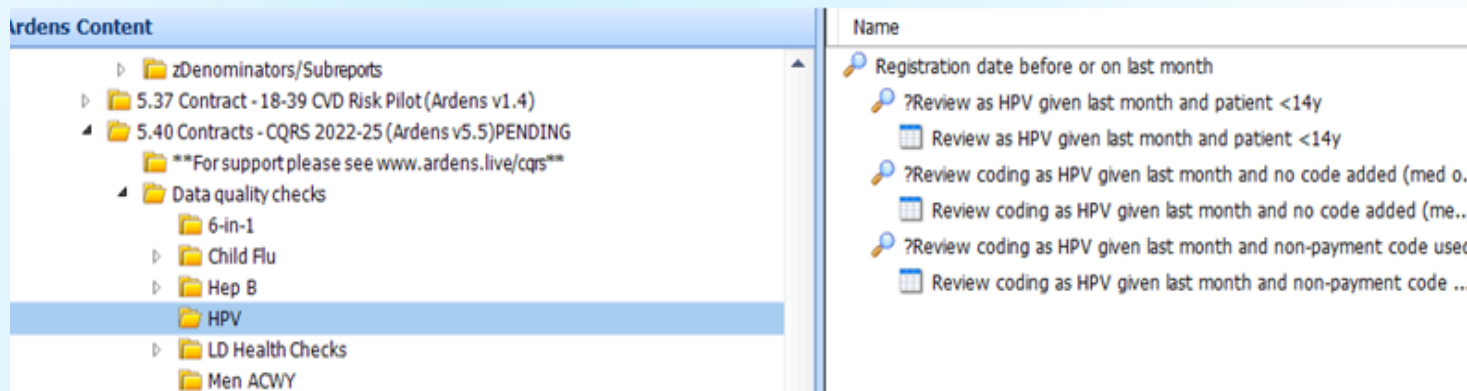 Ardens Content
zDenominators/Subreports
5.37 Contract - 18-39 CVD Risk Pilot (Ardens v1.4)
5.40 Contracts - CQRS 2022-25 (Ardens v5.5)PENDING
**For support please see www.ardens.live/cqrs**
Data quality checks
6-in-1
Child Flu
Hep B
HPV
LD Health Checks
Men ACWY
Name
Registration date before or on last month
?Review as HPV given last month and patient <14y
Review as HPV given last month and patient <14y
?Review coding as HPV given last month and no code added (med o..
Review coding as HPV given last month and no code added (me...
?Review coding as HPV given last month and non-payment code used
Review coding as HPV given last month and non-payment code ...